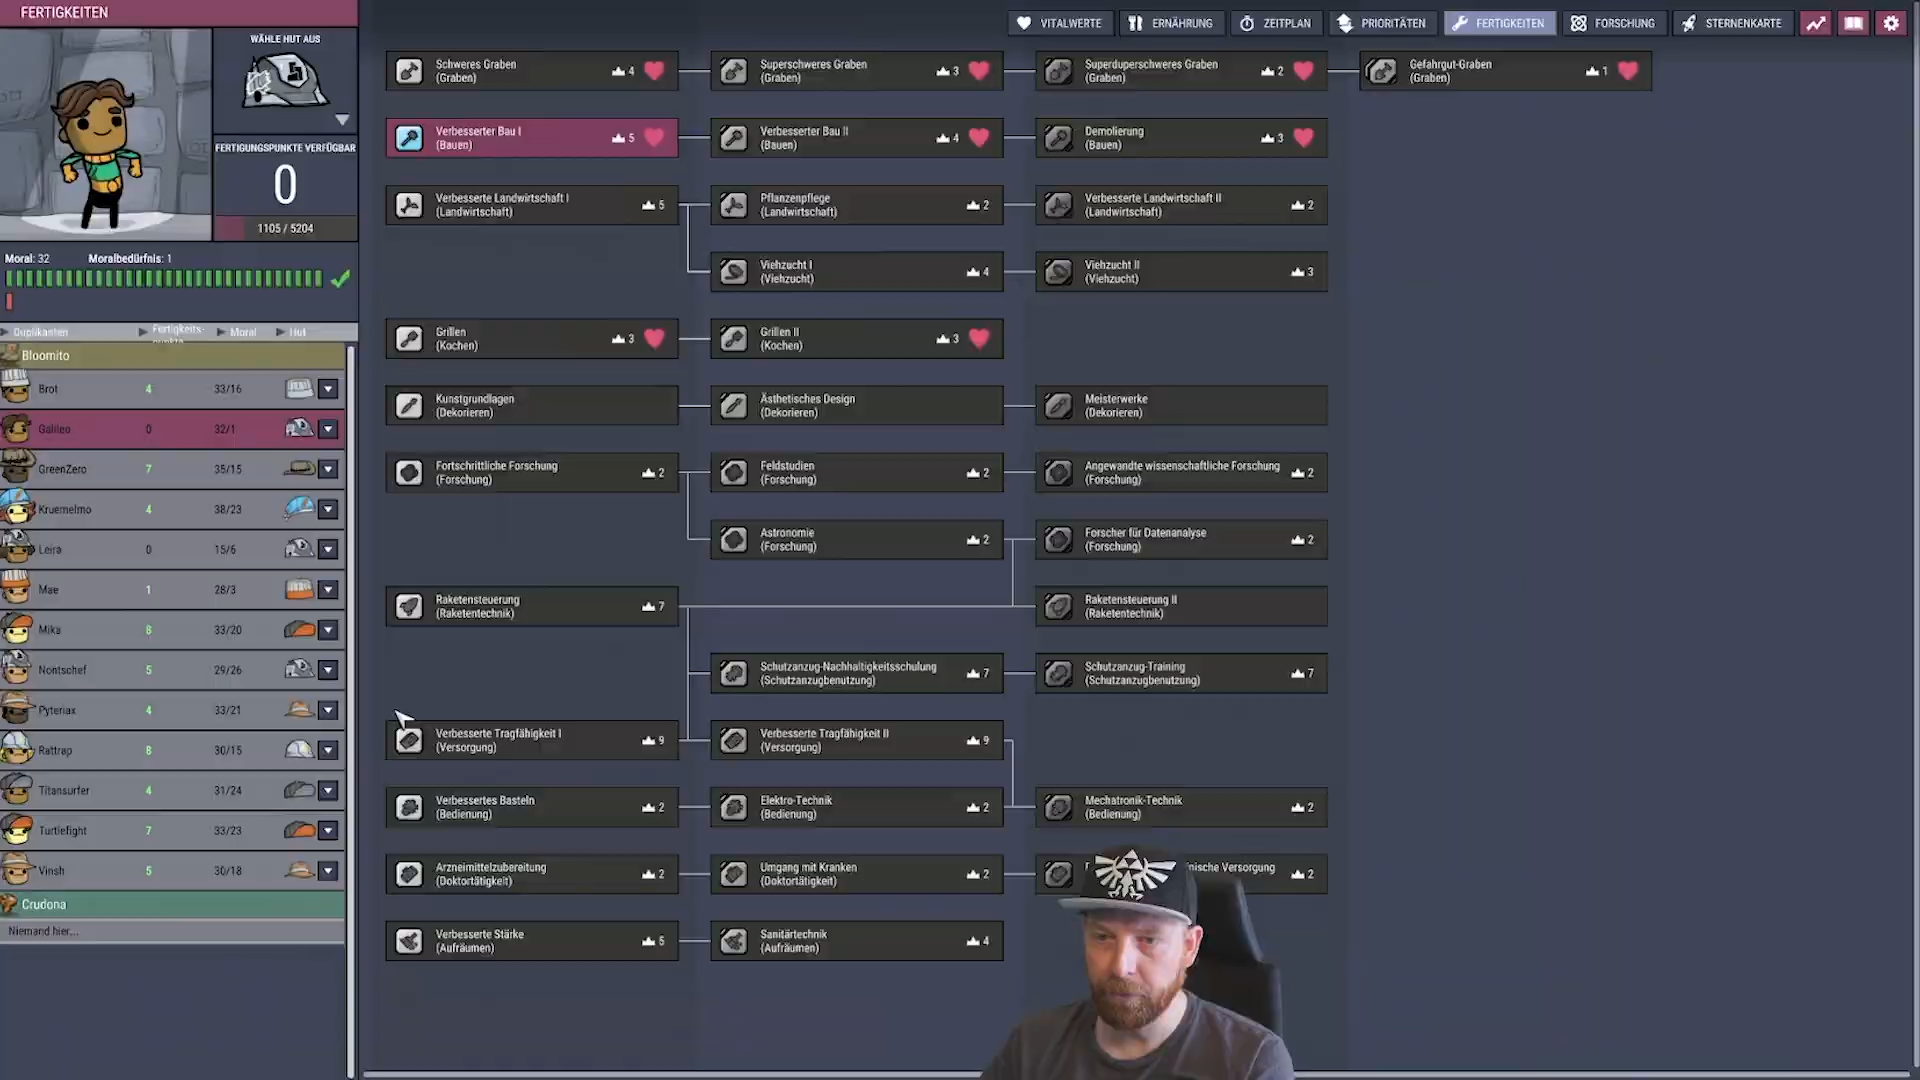 FERTIGKEITEN
VITALWERTE
ERNÄHRUNG
ZEITPLAN
PRIORITÄTEN
FERTIGKEITEN
FORSCHUNG
STERNENKARTE
WÄHLE HUT AUS
FERTIGUNGSPUNKTE VERFÜGBAR
0
1105 / 5204
Moral: 32 Moralbedürfnis: 1
Duplikanten Fertigkeits- Moral Hut
Bloomito
Brot 4 33/16
Galileo 0 32/1
GreenZero 7 35/15
Kruemelmo 4 38/23
Leira 0 15/6
Mae 1 28/3
Mika 8 33/20
Nontschef 5 29/26
Pyteriax 4 33/21
Rattrap 8 30/15
Titansurfer 4 31/24
Turtlefight 7 33/23
Vinsh 5 30/18
Crudona
Niemand hier...
Schweres Graben
(Graben)
4
Superschweres Graben
(Graben)
3
Superduperschweres Graben
(Graben)
2
Gefahrgut-Graben
(Graben)
1
Verbesserter Bau I
(Bauen)
5
Verbesserter Bau II
(Bauen)
4
Demolierung
(Bauen)
3
Verbesserte Landwirtschaft I
(Landwirtschaft)
5
Pflanzenpflege
(Landwirtschaft)
2
Verbesserte Landwirtschaft II
(Landwirtschaft)
2
Viehzucht I
(Viehzucht)
4
Viehzucht II
(Viehzucht)
3
Grillen
(Kochen)
3
Grillen II
(Kochen)
3
Kunstgrundlagen
(Dekorieren)
Ästhetisches Design
(Dekorieren)
Meisterwerke
(Dekorieren)
Fortschrittliche Forschung
(Forschung)
2
Feldstudien
(Forschung)
2
Angewandte wissenschaftliche Forschung
(Forschung)
2
Astronomie
(Forschung)
2
Forscher für Datenanalyse
(Forschung)
2
Raketensteuerung
(Raketentechnik)
7
Raketensteuerung II
(Raketentechnik)
Schutzanzug-Nachhaltigkeitsschulung
(Schutzanzugbenutzung)
7
Schutzanzug-Training
(Schutzanzugbenutzung)
7
Verbesserte Tragfähigkeit I
(Versorgung)
9
Verbesserte Tragfähigkeit II
(Versorgung)
9
Verbessertes Basteln
(Bedienung)
2
Elektro-Technik
(Bedienung)
2
Mechatronik-Technik
(Bedienung)
2
Arzneimittelzubereitung
(Doktortätigkeit)
2
Umgang mit Kranken
(Doktortätigkeit)
2
Versorgung
2
Verbesserte Stärke
(Aufräumen)
5
Sanitärtechnik
(Aufräumen)
4